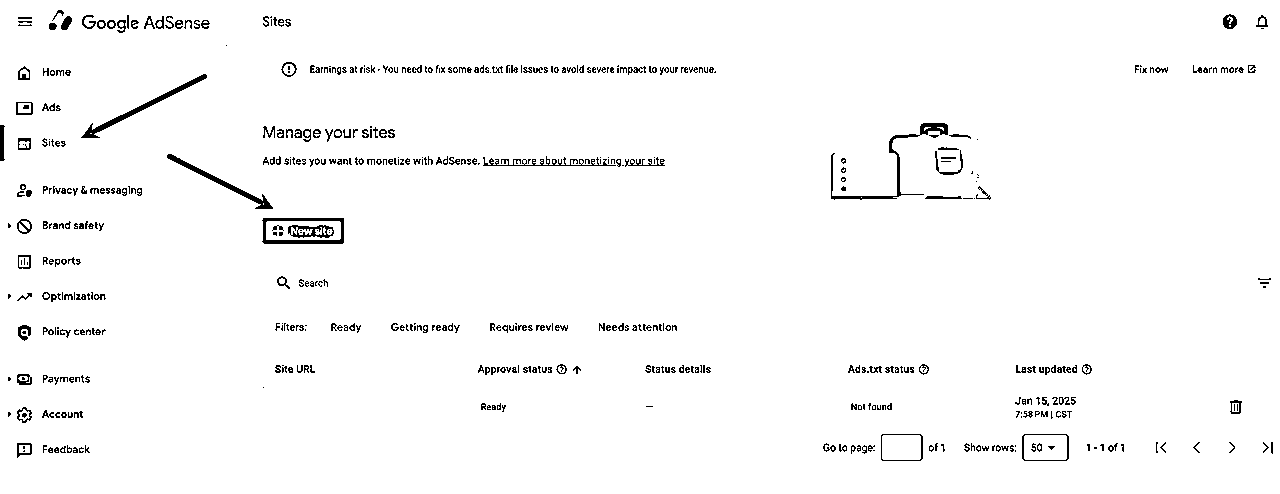 Google AdSense
Sites
Earnings at risk - You need to fix some ads.txt file issues to avoid severe impact to your revenue.
Fix now
Learn more
Home
Ads
Sites
Privacy & messaging
Brand safety
Reports
Optimization
Policy center
Payments
Account
Feedback
Manage your sites
Add sites you want to monetize with AdSense. Learn more about monetizing your site
New site
Search
Filters: Ready Getting ready Requires review Needs attention
Site URL Approval status Status details Ads.txt status Last updated
Ready — Not found Jan 15, 2025
7:58 PM | CST
Go to page: of 1 Show rows: 50 1 - 1 of 1